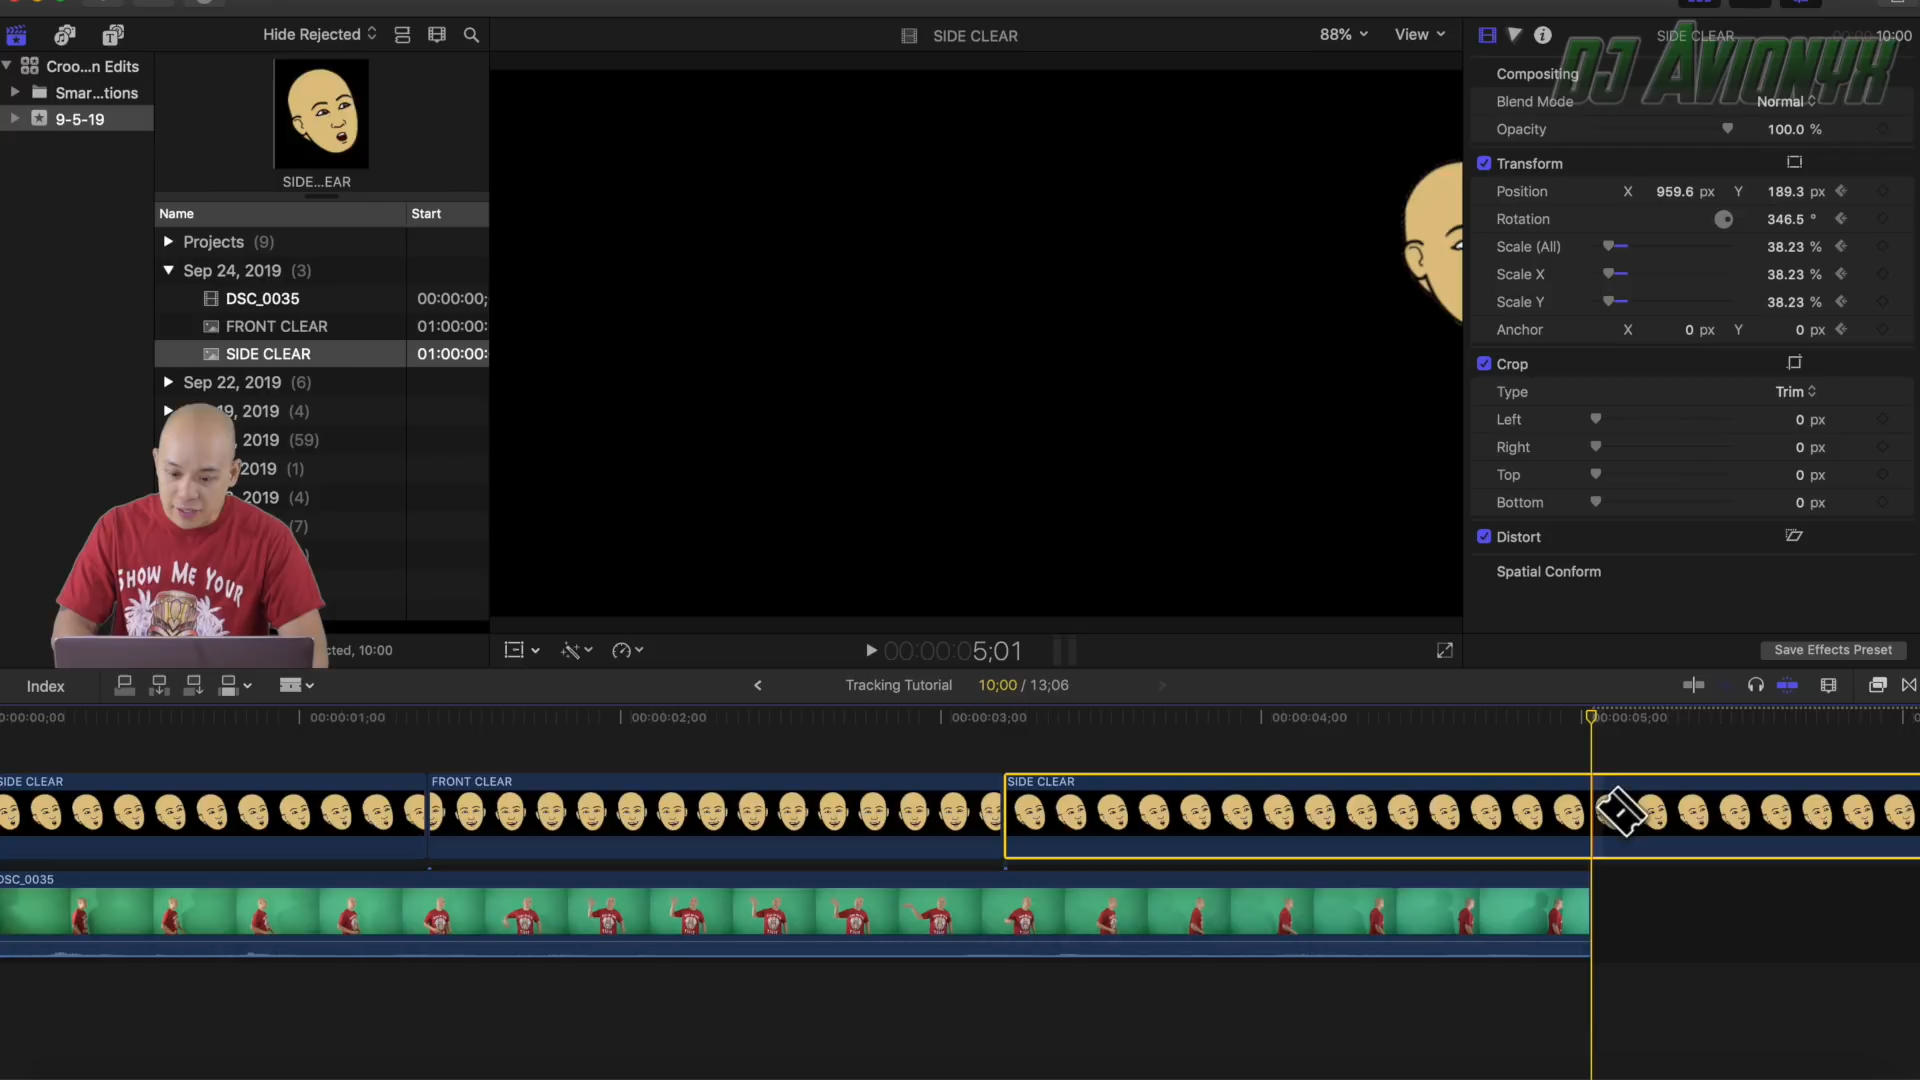 Hide Rejected
SIDE CLEAR
88%
View
SIDE CLEAR
10:00
DJ AVIONYX
Croo...n Edits
Smar...tions
9-5-19
SIDE...EAR
Name
Start
Projects (9)
Sep 24, 2019 (3)
DSC_0035
00:00:00;
FRONT CLEAR
01:00:00:
SIDE CLEAR
01:00:00:
Sep 22, 2019 (6)
19, 2019 (4)
, 2019 (59)
2019 (1)
, 2019 (4)
(7)
SHOW ME YOUR
cted, 10:00
Compositing
Blend Mode
Normal
Opacity
100.0 %
Transform
Position X 959.6 px Y 189.3 px
Rotation 346.5 °
Scale (All) 38.23 %
Scale X 38.23 %
Scale Y 38.23 %
Anchor X 0 px Y 0 px
Crop
Type Trim
Left 0 px
Right 0 px
Top 0 px
Bottom 0 px
Distort
Spatial Conform
Save Effects Preset
00:00:05;01
Index
Tracking Tutorial
10;00 / 13;06
0:00:00;00
00:00:01;00
00:00:02;00
00:00:03;00
00:00:04;00
00:00:05;00
SIDE CLEAR
FRONT CLEAR
SIDE CLEAR
DSC_0035